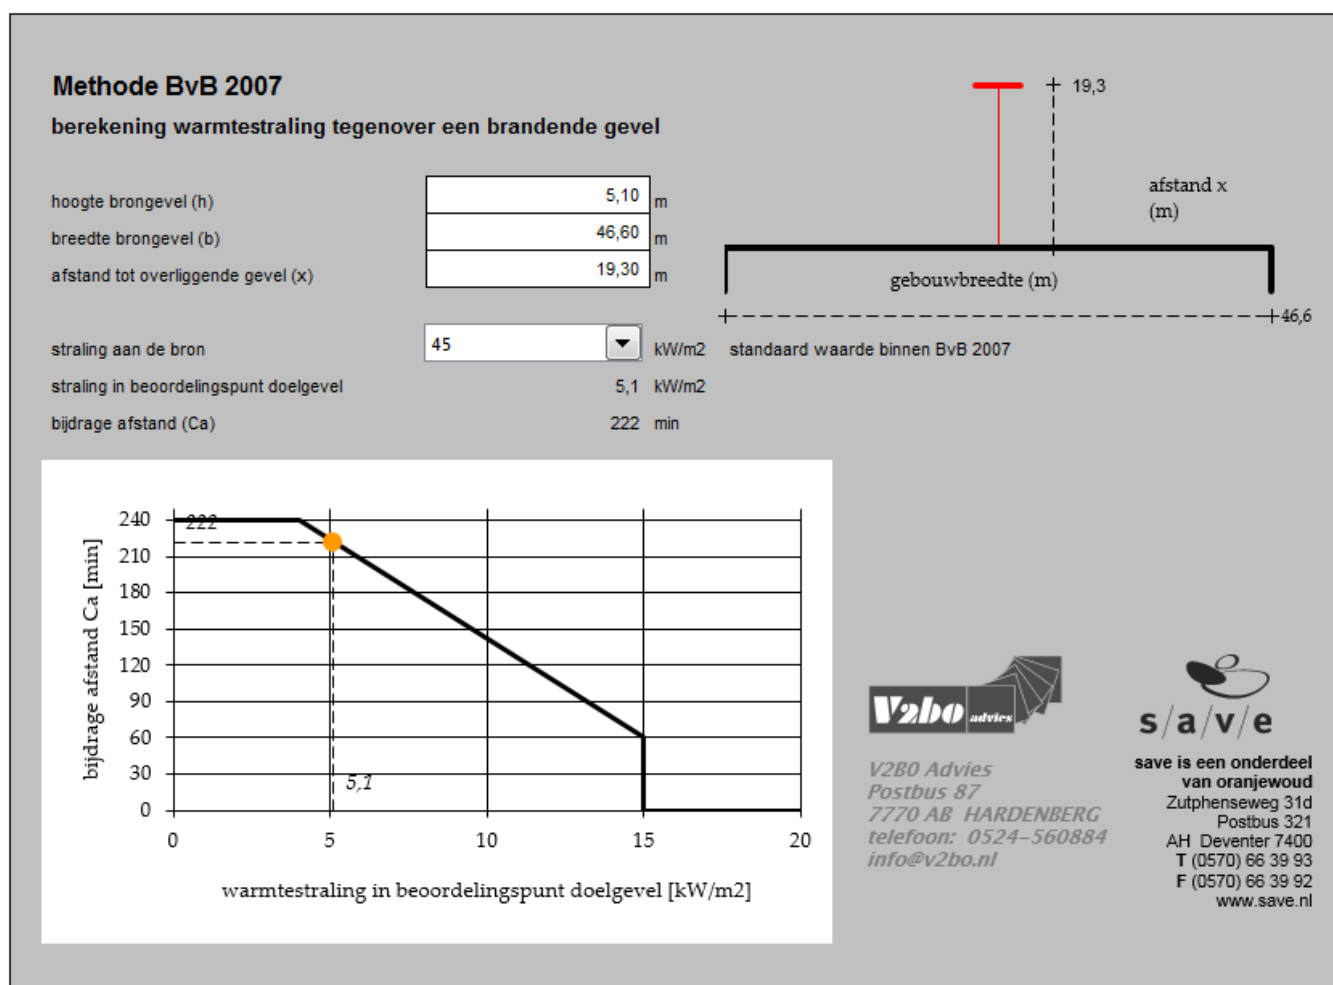 Methode BvB 2007
berekening warmtestraling tegenover een brandende gevel
hoogte brongevel (h) 5,10 m
breedte brongevel (b) 46,60 m
afstand tot overliggende gevel (x) 19,30 m
19,3
afstand x
(m)
gebouwbreedte (m)
46,6
straling aan de bron 45 kW/m2 standaard waarde binnen BvB 2007
straling in beoordelingspunt doelgevel 5,1 kW/m2
bijdrage afstand (Ca) 222 min
bijdrage afstand Ca [min]
240
222
210
180
150
120
90
60
30
0
5,1
0 5 10 15 20
warmtestraling in beoordelingspunt doelgevel [kW/m2]
V2bo advies
V2BO Advies
Postbus 87
7770 AB HARDENBERG
telefoon: 0524-560884
info@v2bo.nl
s/a/v/e
save is een onderdeel
van oranjewoud
Zutphenseweg 31d
Postbus 321
AH Deventer 7400
T (0570) 66 39 93
F (0570) 66 39 92
www.save.nl